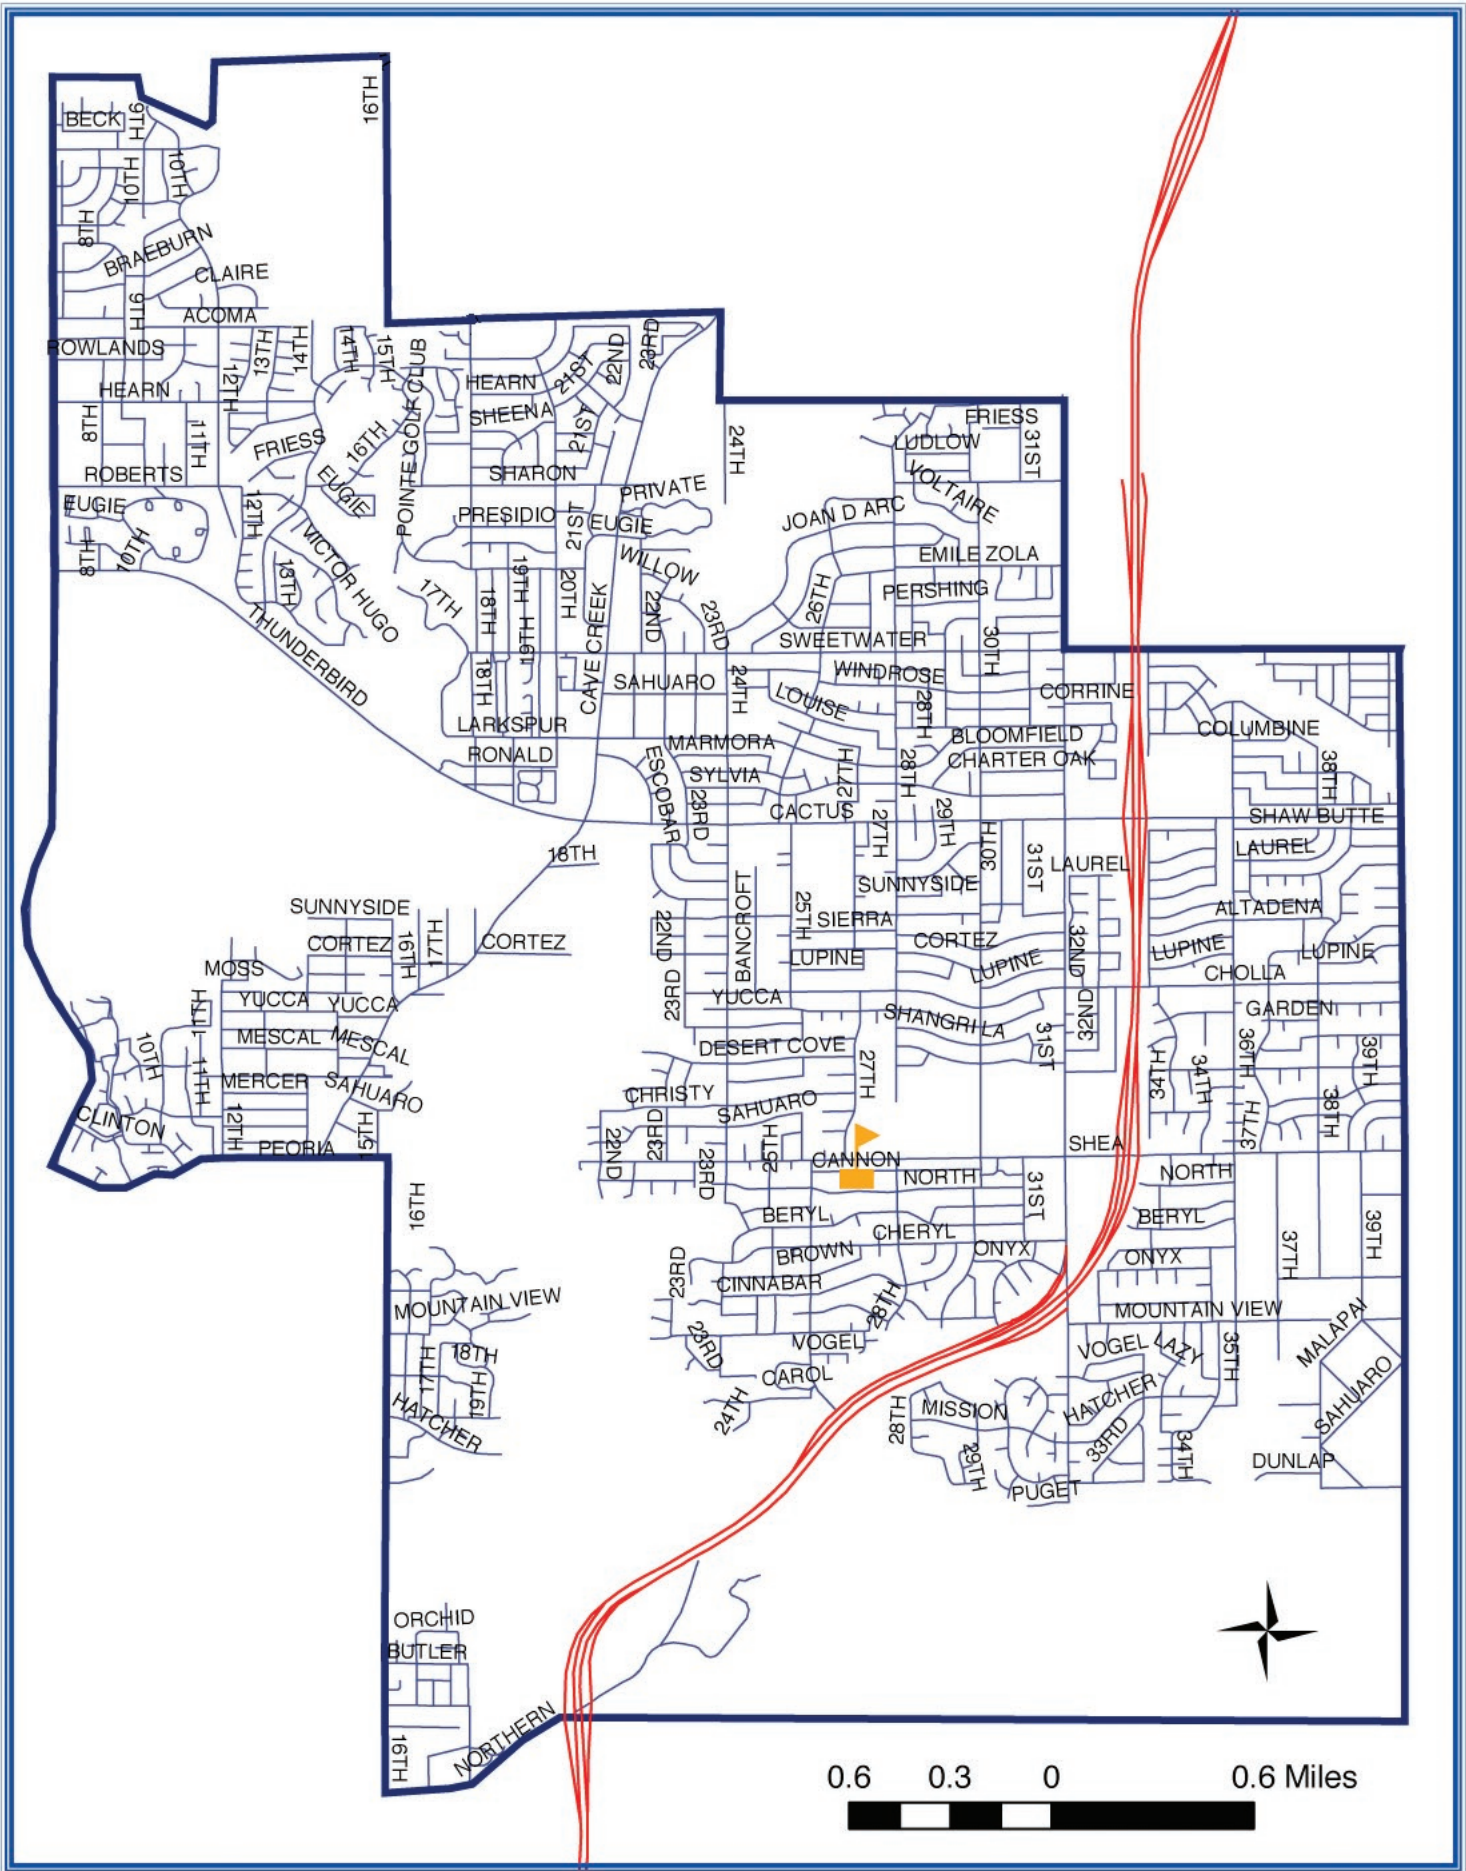 16TH
BECK
9TH
10TH
10TH
8TH
BRAEBURN
CLAIRE
9TH
ACOMA
ROWLANDS
13TH
14TH
14TH
15TH
POINTE GOLF CLUB
HEARN
12TH
HEARN
21ST
22ND
23RD
8TH
11TH
FRIESS
16TH
SHEENA
21ST
ROBERTS
EUGIE
SHARON
24TH
FRIESS
LUDLOW
31ST
VOLTAIRE
EUGIE
12TH
PRIVATE
PRESIDIO
21ST
EUGIE
JOAN D ARC
8TH
10TH
VICTOR HUGO
13TH
WILLOW
EMILE ZOLA
17TH
18TH
19TH
20TH
22ND
23RD
26TH
PERSHING
THUNDERBIRD
19TH
CAVE CREEK
SWEETWATER
30TH
18TH
SAHUARO
24TH
WINDROSE
CORRINE
LOUISE
28TH
LARKSPUR
MARMORA
BLOOMFIELD
COLUMBINE
RONALD
ESCOBAR
SYLVIA
27TH
28TH
CHARTER OAK
38TH
23RD
CACTUS
27TH
29TH
SHAW BUTTE
18TH
30TH
31ST
LAUREL
LAUREL
SUNNYSIDE
BANCROFT
25TH
SUNNYSIDE
ALTADENA
CORTEZ
16TH
17TH
CORTEZ
22ND
SIERRA
CORTEZ
32ND
LUPINE
LUPINE
MOSS
LUPINE
LUPINE
CHOLLA
YUCCA
YUCCA
23RD
YUCCA
GARDEN
11TH
MESCAL
MESCAL
SHANGRI LA
31ST
32ND
10TH
DESERT COVE
27TH
34TH
34TH
36TH
39TH
11TH
MERCER
SAHUARO
CHRISTY
SAHUARO
37TH
38TH
CLINTON
12TH
15TH
PEORIA
22ND
23RD
25TH
SHEA
23RD
CANNON
NORTH
NORTH
16TH
31ST
BERYL
BERYL
CHERYL
37TH
39TH
23RD
BROWN
ONYX
ONYX
CINNABAR
28TH
MOUNTAIN VIEW
MOUNTAIN VIEW
23RD
VOGEL
VOGEL
LAZY
35TH
MALAPAI
17TH
18TH
19TH
CAROL
24TH
28TH
MISSION
HATCHER
SAHUARO
HATCHER
29TH
33RD
34TH
DUNLAP
PUGET
ORCHID
BUTLER
16TH
NORTHERN
0.6 0.3 0 0.6 Miles